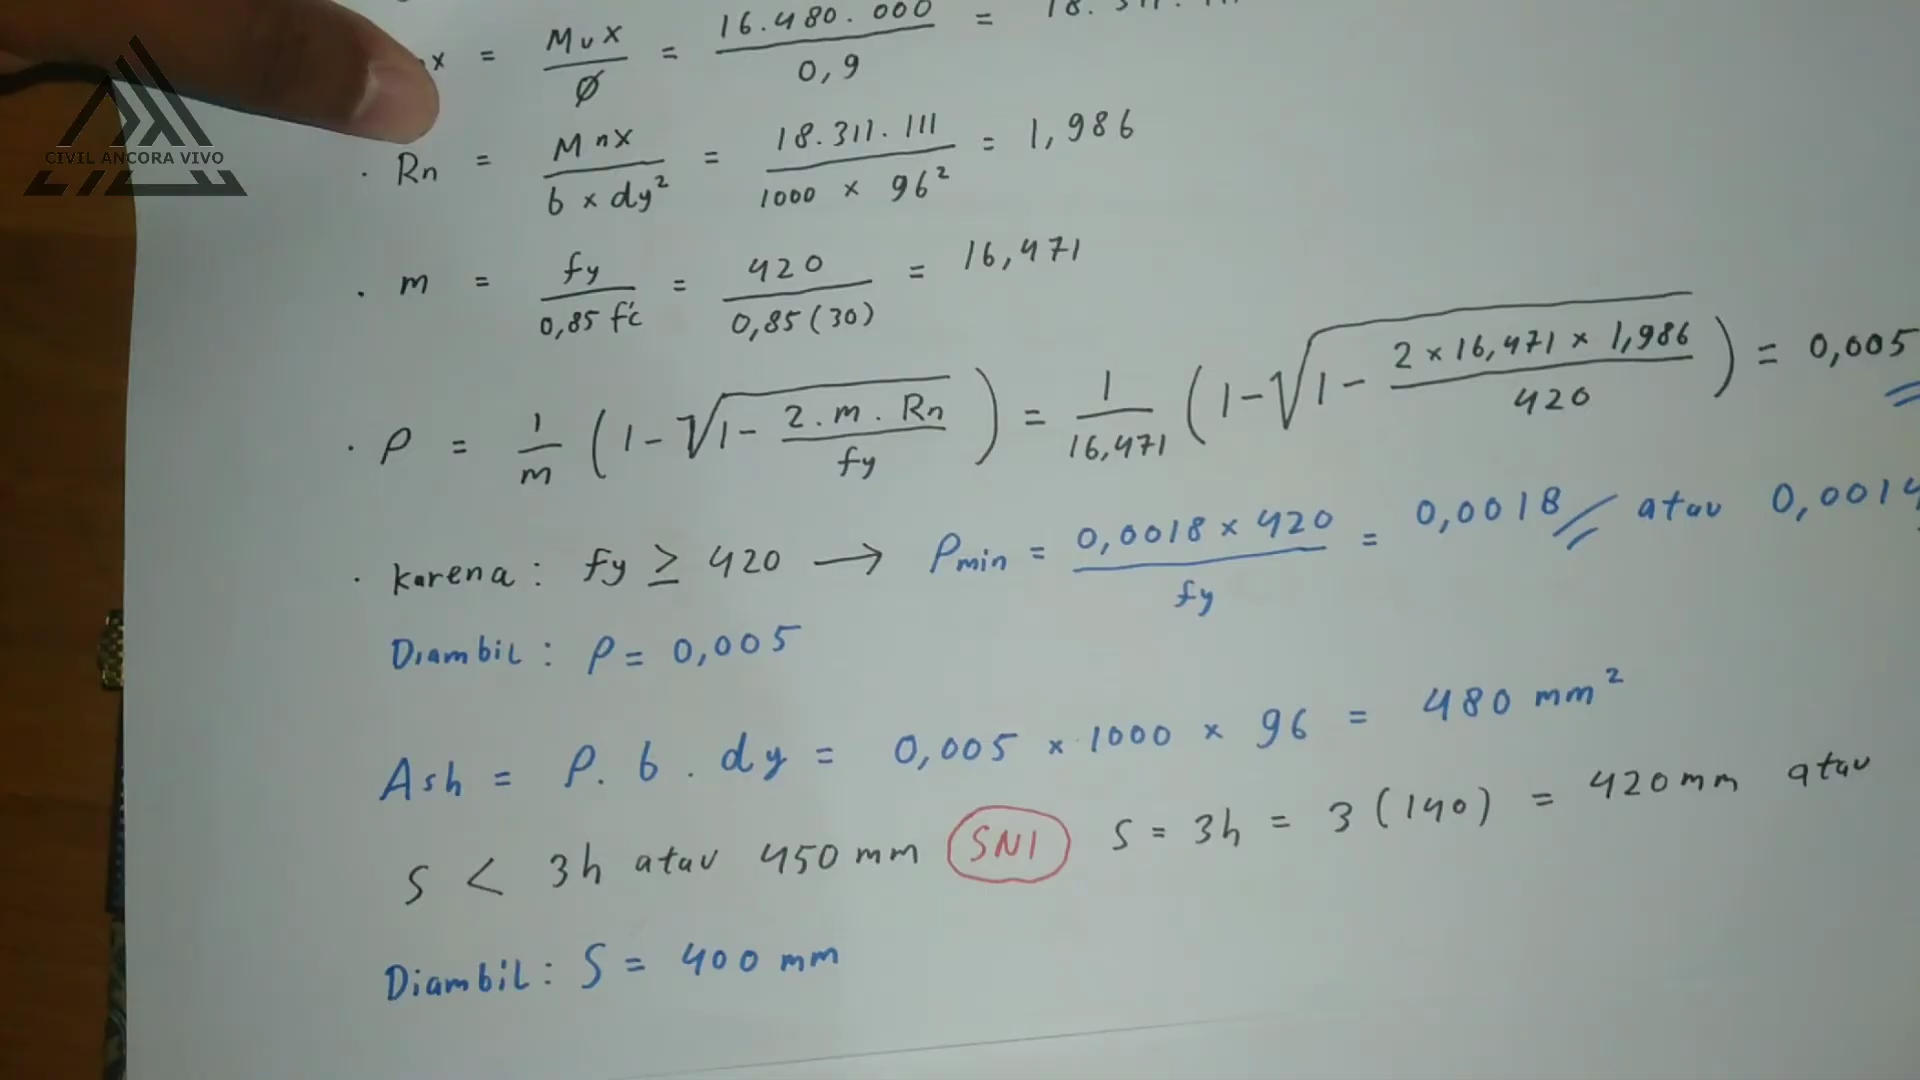 x = Mux / Ø = 16.480.000 / 0,9 =
CIVIL ANCORA VIVO
· Rn = Mnx / b x dy² = 18.311.111 / 1000 x 96² = 1,986
· m = fy / 0,85 f'c = 420 / 0,85 (30) = 16,471
· ρ = 1 / m (1 - √1 - 2 . m . Rn / fy) = 1 / 16,471 (1 - √1 - 2 x 16,471 x 1,986 / 420) = 0,005
· karena : fy ≥ 420 → ρmin = 0,0018 x 420 / fy = 0,0018 atau 0,0014
Diambil : ρ = 0,005
Ash = ρ . b . dy = 0,005 x 1000 x 96 = 480 mm²
S < 3h atau 450 mm SNI S = 3h = 3 (140) = 420 mm atau
Diambil : S = 400 mm